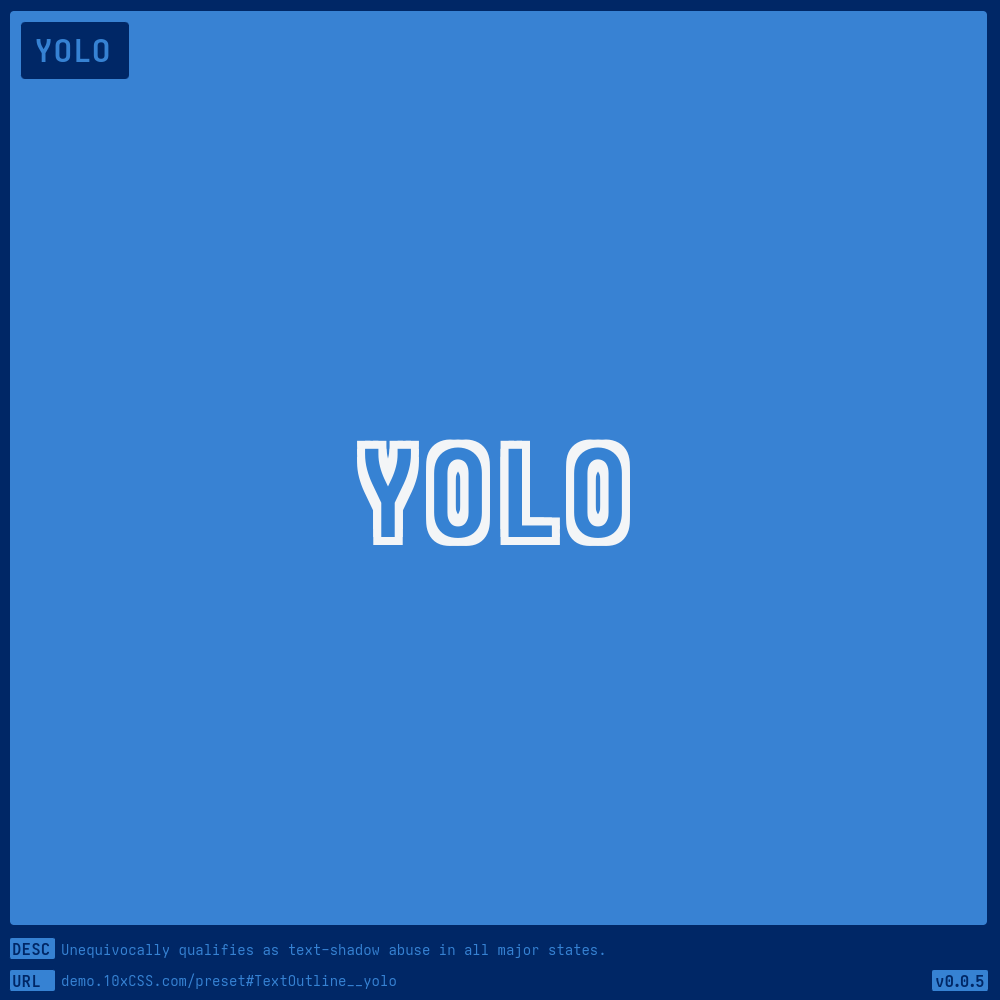 YOLO
YOLO
DESC Unequivocally qualifies as text-shadow abuse in all major states.
URL demo.10xCSS.com/preset#TextOutline__yolo
v0.0.5